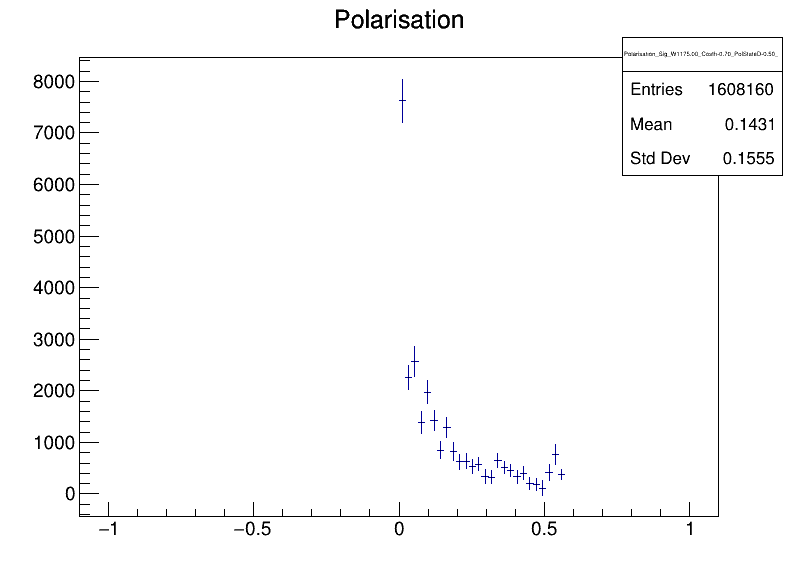 Polarisation
Polarisation_Sig_W1175.00_Costh-0.70_PolStateD-0.50_
Entries 1608160
Mean 0.1431
Std Dev 0.1555
8000
7000
6000
5000
4000
3000
2000
1000
0
−1 −0.5 0 0.5 1